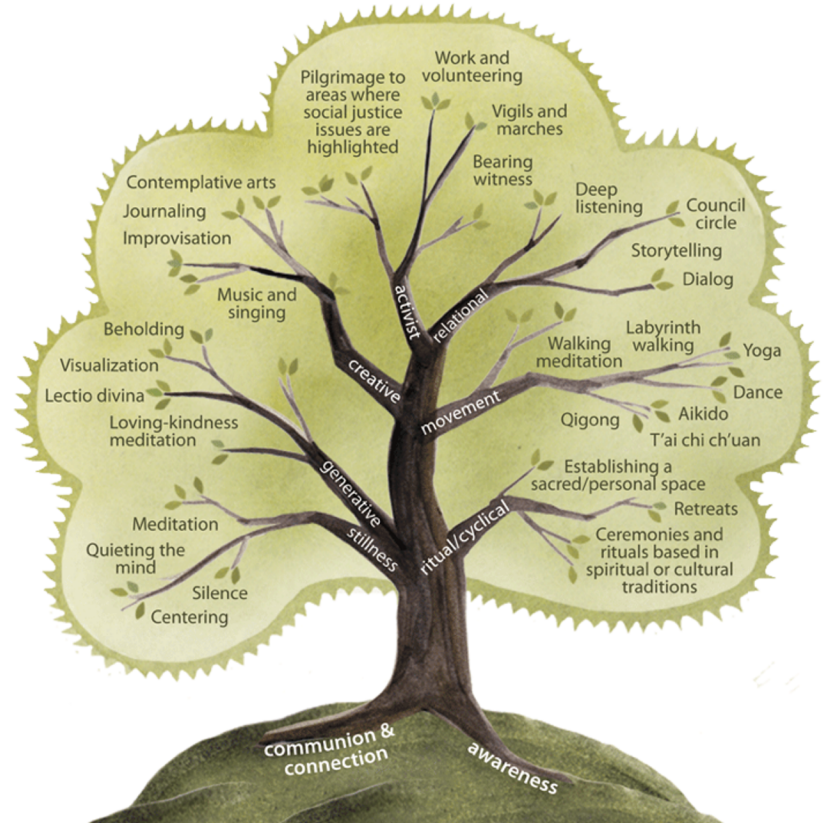 Work and
volunteering
Pilgrimage to
areas where
social justice
issues are
highlighted
Vigils and
marches
Bearing
witness
Contemplative arts
Journaling
Improvisation
Music and
singing
Deep
listening
Council
circle
Storytelling
Dialog
activist
relational
creative
movement
Beholding
Visualization
Lectio divina
Loving-kindness
meditation
Walking
meditation
Labyrinth
walking
Yoga
Dance
Aikido
Qigong
T'ai chi ch'uan
generative
stillness
ritual/cyclical
Establishing a
sacred/personal space
Retreats
Ceremonies and
rituals based in
spiritual or cultural
traditions
Meditation
Quieting the
mind
Silence
Centering
communion &
connection
awareness